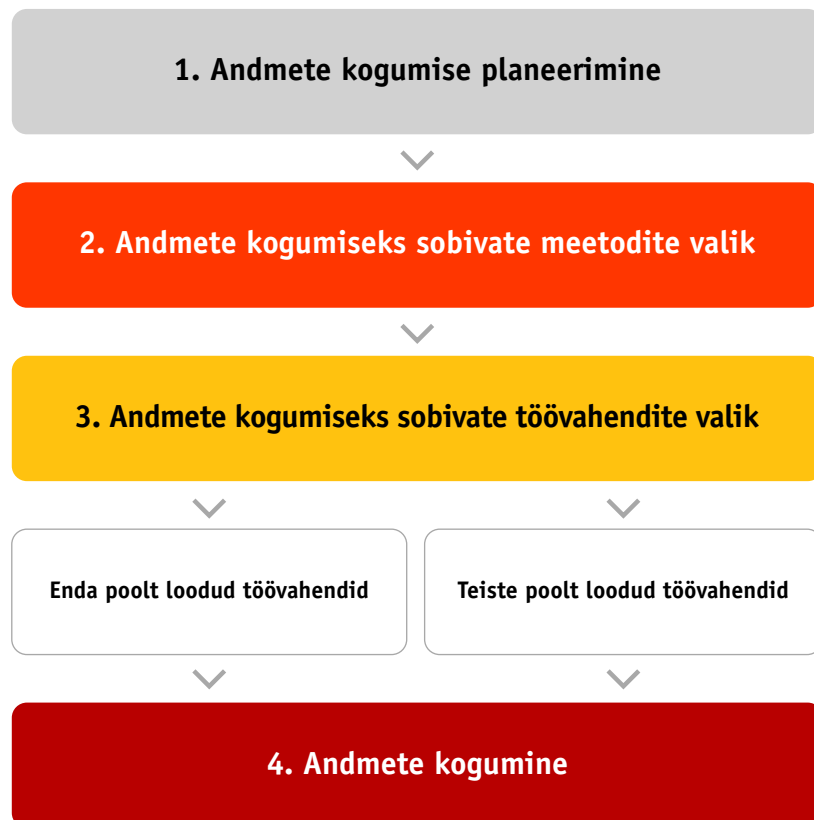 1. Andmete kogumise planeerimine
2. Andmete kogumiseks sobivate meetodite valik
3. Andmete kogumiseks sobivate töövahendite valik
Enda poolt loodud töövahendid
Teiste poolt loodud töövahendid
4. Andmete kogumine